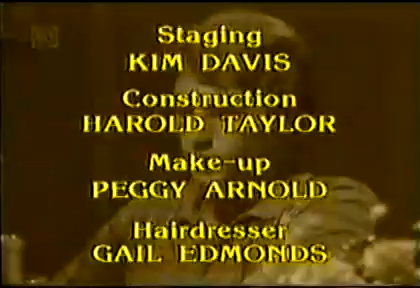 Staging
KIM DAVIS
Construction
HAROLD TAYLOR
Make-up
PEGGY ARNOLD
Hairdresser
GAIL EDMONDS